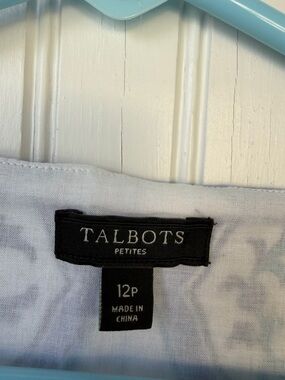 TALBOTS
PETITES
12P
MADE IN
CHINA